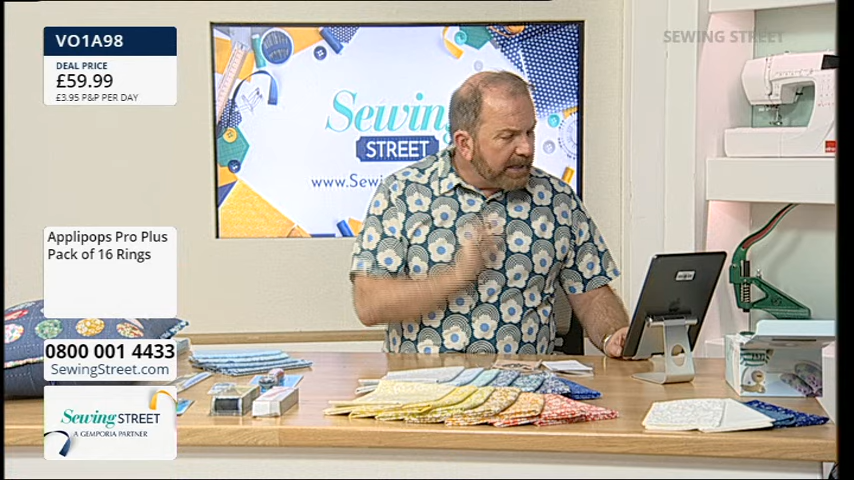 VO1A98
DEAL PRICE
£59.99
£3.95 P&P PER DAY
SEWING STREET
Sewing
STREET
www.Sew
Applipops Pro Plus
Pack of 16 Rings
0800 001 4433
SewingStreet.com
Sewing STREET
A GEMPORIA PARTNER